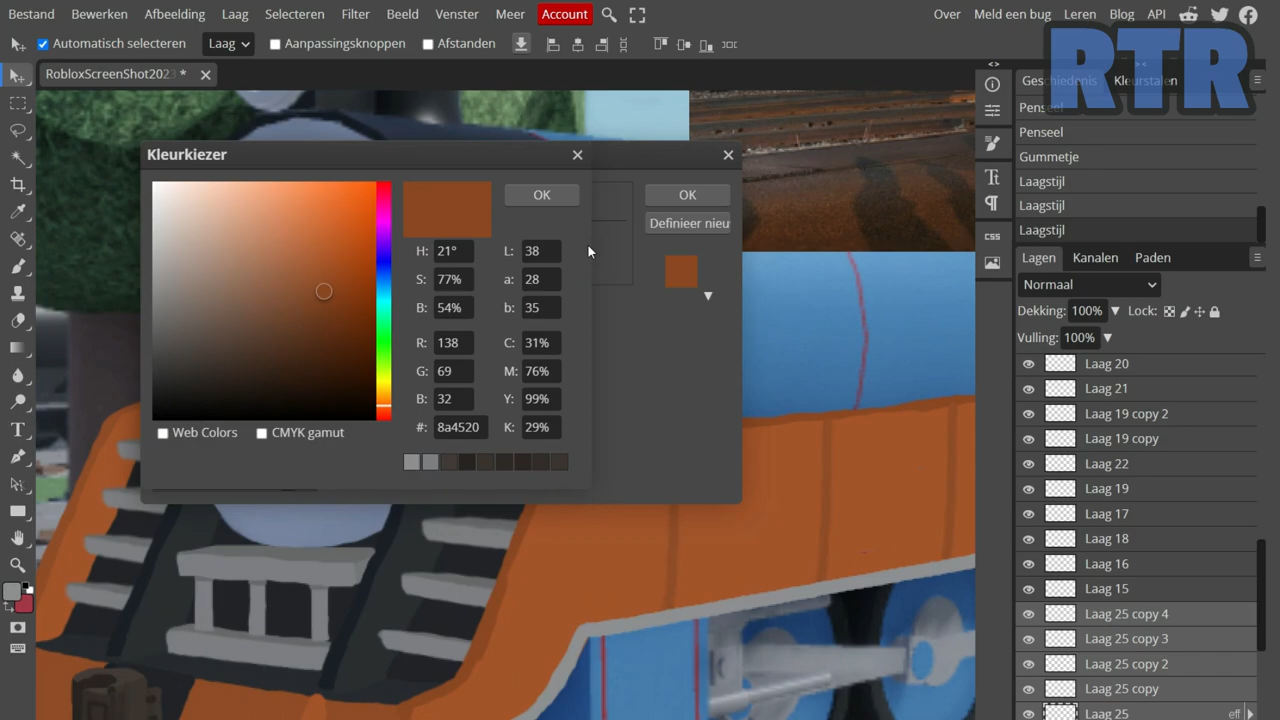 Bestand Bewerken Afbeelding Laag Selecteren Filter Beeld Venster Meer Account Over Meld een bug Leren Blog API
Automatisch selecteren Laag Aanpassingsknoppen Afstanden
RTR
RobloxScreenShot2023 *
Geschiedenis Kleurstalen
Penseel
Penseel
Gummetje
Laagstijl
Laagstijl
Laagstijl
Kleurkiezer
OK
OK
Definieer nieu
H: 21° L: 38
S: 77% a: 28
B: 54% b: 35
R: 138 C: 31%
G: 69 M: 76%
B: 32 Y: 99%
#: 8a4520 K: 29%
Web Colors CMYK gamut
CSS
Lagen Kanalen Paden
Normaal
Dekking: 100% Lock:
Vulling: 100%
Laag 20
Laag 21
Laag 19 copy 2
Laag 19 copy
Laag 22
Laag 19
Laag 17
Laag 18
Laag 16
Laag 15
Laag 25 copy 4
Laag 25 copy 3
Laag 25 copy 2
Laag 25 copy
Laag 25 eff